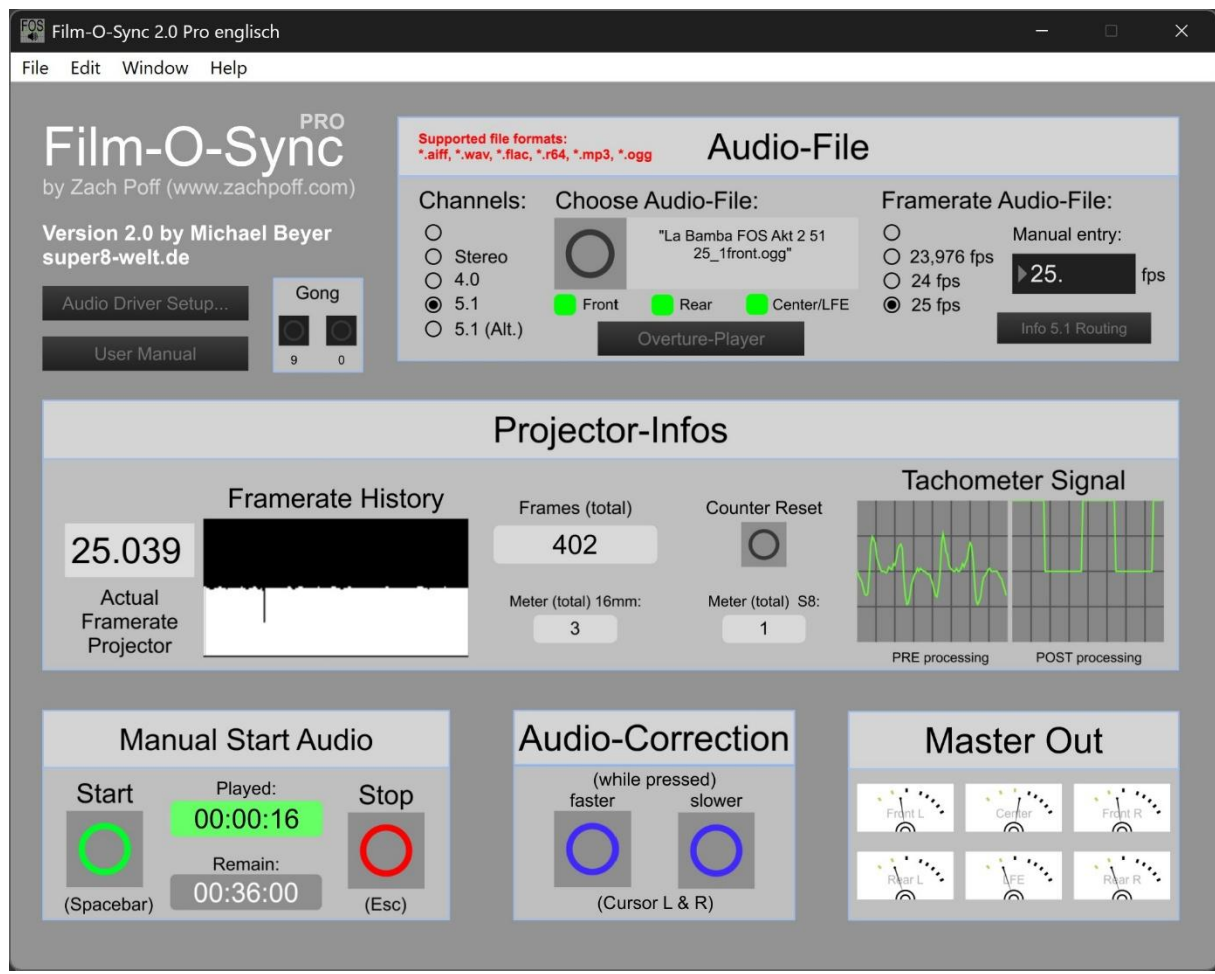 FOS
Film-O-Sync 2.0 Pro englisch
File Edit Window Help
PRO
Film-O-Sync
by Zach Poff (www.zachpoff.com)
Version 2.0 by Michael Beyer
super8-welt.de
Audio Driver Setup...
User Manual
Gong
9 0
Supported file formats:
*.aiff, *.wav, *.flac, *.r64, *.mp3, *.ogg
Audio-File
Channels:
Stereo
4.0
5.1
5.1 (Alt.)
Choose Audio-File:
"La Bamba FOS Akt 2 51
25_1front.ogg"
Front Rear Center/LFE
Overture-Player
Framerate Audio-File:
23,976 fps
24 fps
25 fps
Manual entry:
25. fps
Info 5.1 Routing
Projector-Infos
25.039
Actual
Framerate
Projector
Framerate History
Frames (total)
402
Counter Reset
Meter (total) 16mm:
3
Meter (total) S8:
1
Tachometer Signal
PRE processing POST processing
Manual Start Audio
Start
(Spacebar)
Played:
00:00:16
Remain:
00:36:00
Stop
(Esc)
Audio-Correction
(while pressed)
faster slower
(Cursor L & R)
Master Out
Front L Center Front R
Rear L LFE Rear R